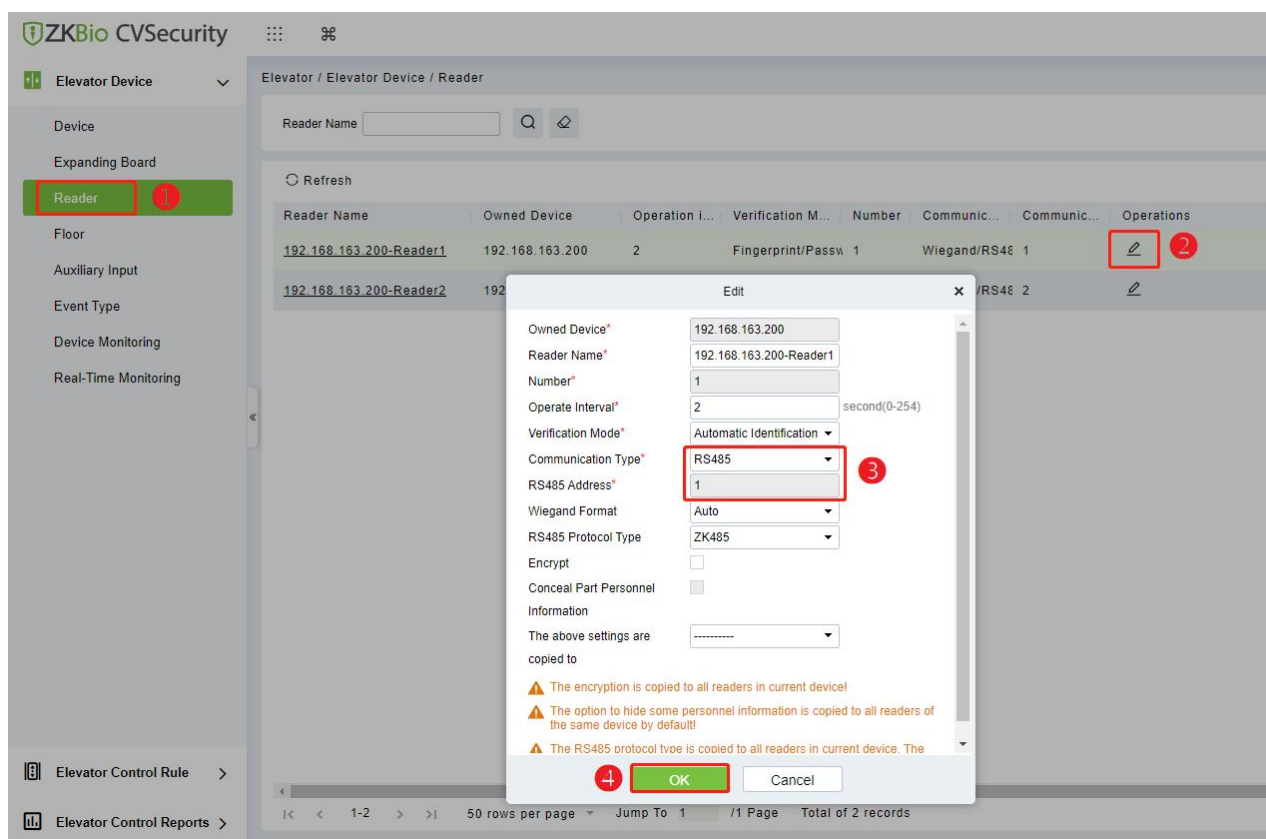 ZKBio CVSecurity
Elevator Device
Elevator / Elevator Device / Reader
Device
Expanding Board
Reader
1
Floor
Auxiliary Input
Event Type
Device Monitoring
Real-Time Monitoring
Elevator Control Rule
Elevator Control Reports
Reader Name
Refresh
Reader Name Owned Device Operation i... Verification M... Number Communic... Communic... Operations
192.168.163.200-Reader1 192.168.163.200 2 Fingerprint/Passw 1 Wiegand/RS48 1
2
192.168.163.200-Reader2 192 /RS48 2
Edit
Owned Device* 192.168.163.200
Reader Name* 192.168.163.200-Reader1
Number* 1
Operate Interval* 2 second(0-254)
Verification Mode* Automatic Identification
Communication Type* RS485
3
RS485 Address* 1
Wiegand Format Auto
RS485 Protocol Type ZK485
Encrypt
Conceal Part Personnel
Information
The above settings are ----------
copied to
The encryption is copied to all readers in current device!
The option to hide some personnel information is copied to all readers of
the same device by default!
The RS485 protocol type is copied to all readers in current device. The
4
OK Cancel
1-2 50 rows per page Jump To 1 /1 Page Total of 2 records